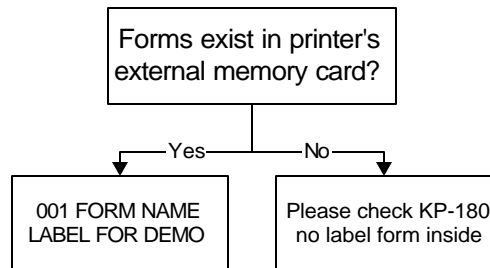 Forms exist in printer's
external memory card?
Yes
No
001 FORM NAME
LABEL FOR DEMO
Please check KP-180
no label form inside